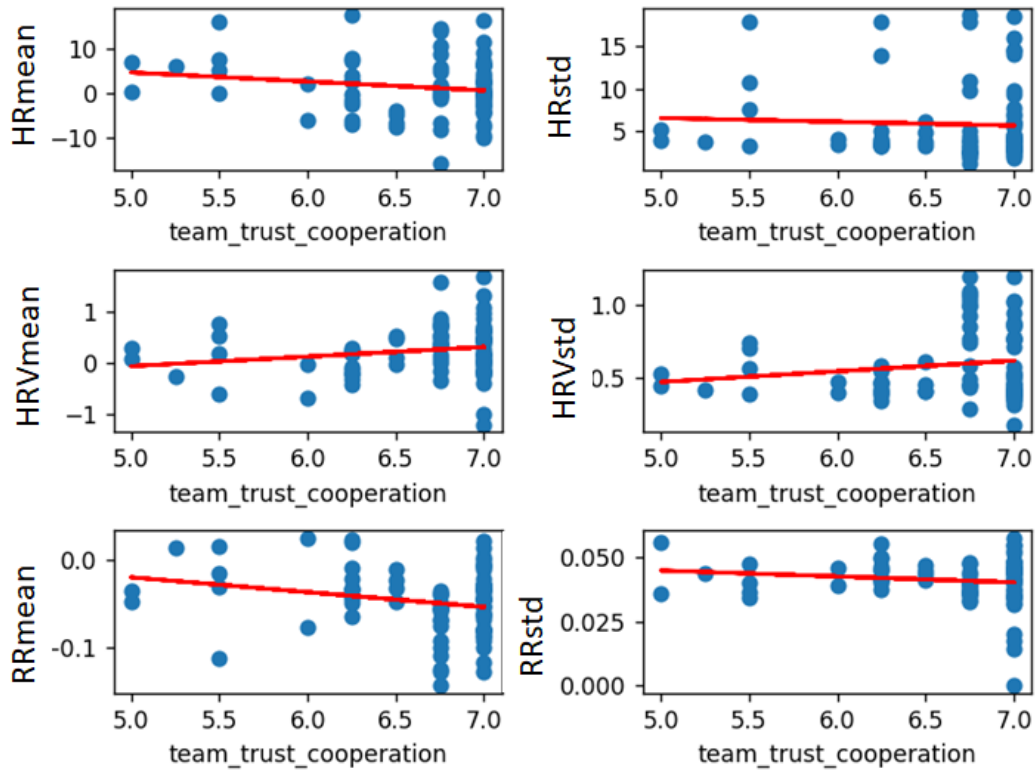 HRmean
10
0
−10
5.0 5.5 6.0 6.5 7.0
team_trust_cooperation
HRstd
15
10
5
5.0 5.5 6.0 6.5 7.0
team_trust_cooperation
HRVmean
1
0
−1
5.0 5.5 6.0 6.5 7.0
team_trust_cooperation
HRVstd
1.0
0.5
5.0 5.5 6.0 6.5 7.0
team_trust_cooperation
RRmean
0.0
-0.1
5.0 5.5 6.0 6.5 7.0
team_trust_cooperation
RRstd
0.050
0.025
0.000
5.0 5.5 6.0 6.5 7.0
team_trust_cooperation